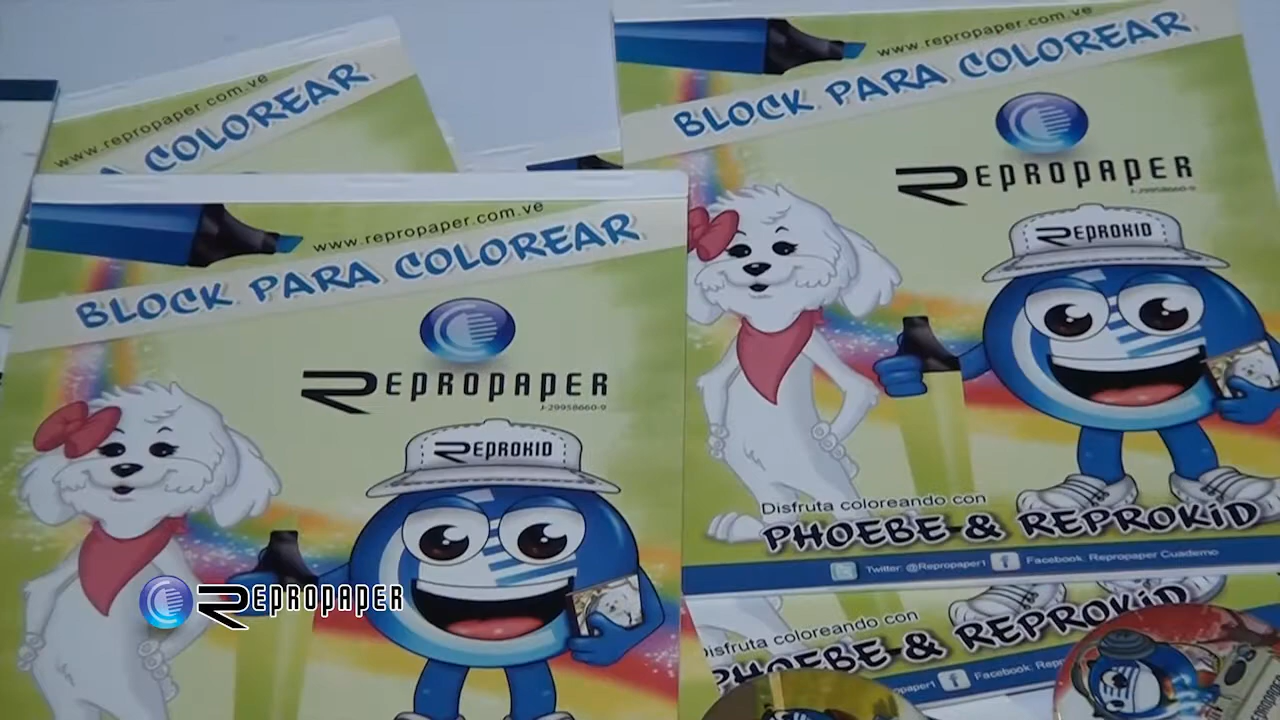 www.repropaper.com.ve
COLOREAR
www.repropaper.com.ve
BLOCK PARA COLOREAR
REPROPAPER
J-29958660-9
REPROKID
www.repropaper.com.ve
BLOCK PARA COLOREAR
REPROPAPER
J-29958660-9
REPROKID
Disfruta coloreando con
PHOEBE & REPROKID
Twitter: @Repropaper1
Facebook: Repropaper Cuaderno
Disfruta coloreando con
PHOEBE & REPROKID
Facebook:
REPROPAPER